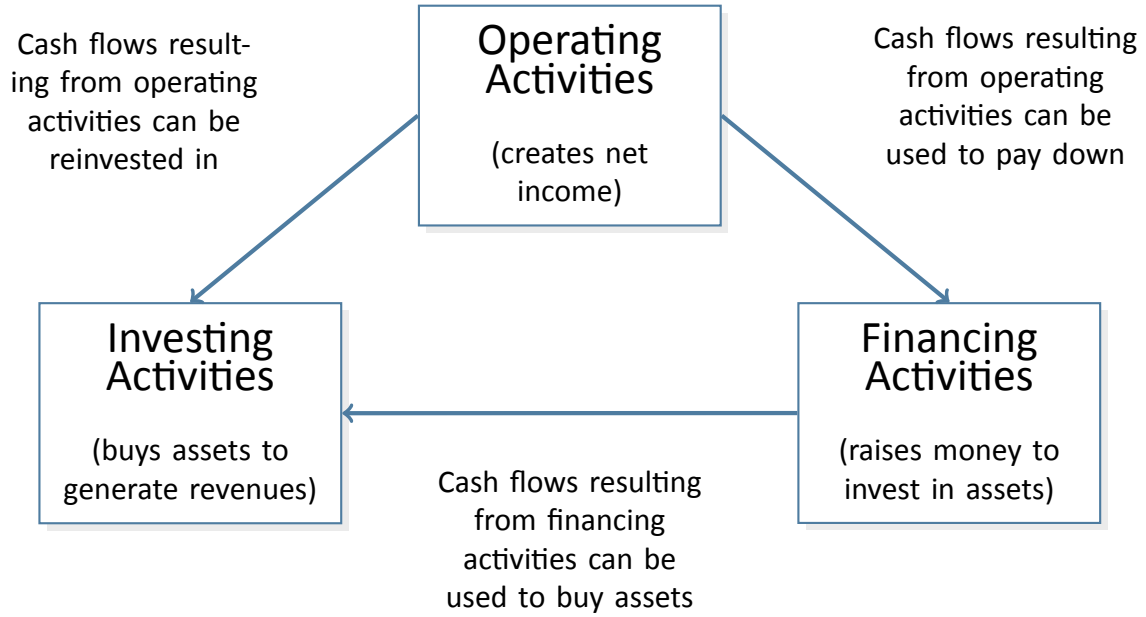 Cash flows result-
ing from operating
activities can be
reinvested in
Operating
Activities
(creates net
income)
Cash flows resulting
from operating
activities can be
used to pay down
Investing
Activities
(buys assets to
generate revenues)
Financing
Activities
(raises money to
invest in assets)
Cash flows resulting
from financing
activities can be
used to buy assets